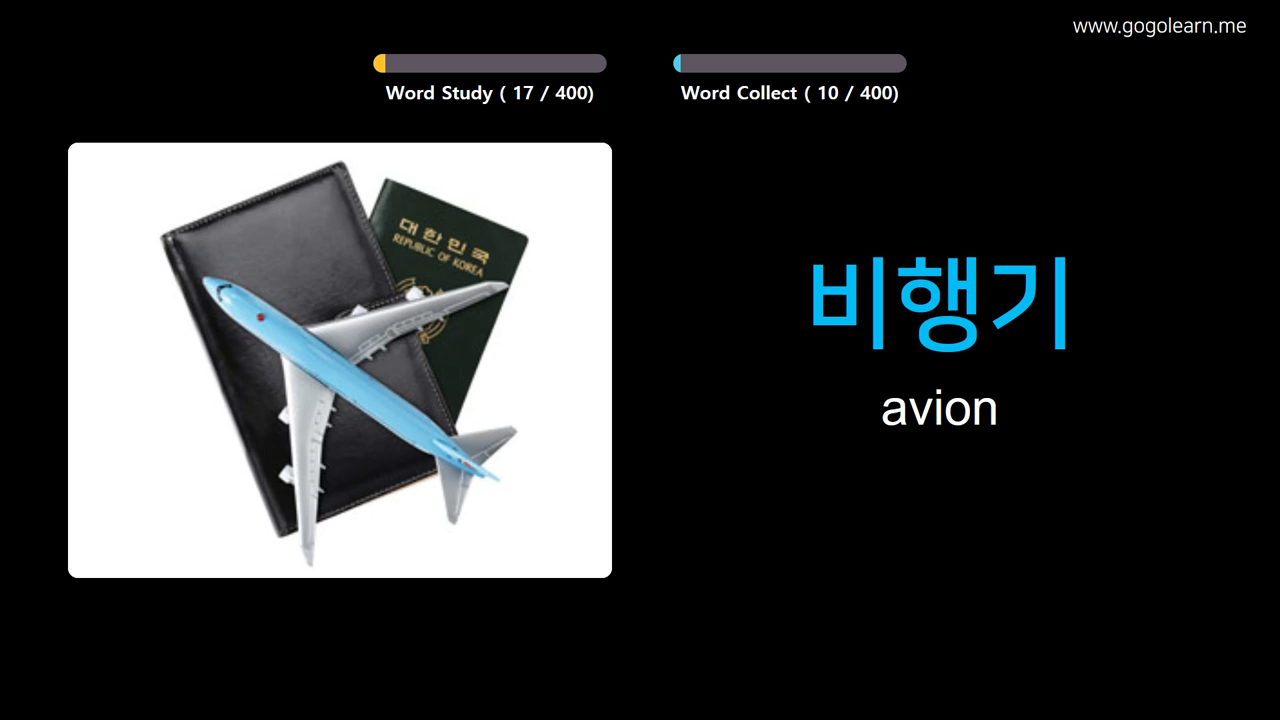 www.gogolearn.me
Word Study ( 17 / 400)
Word Collect ( 10 / 400)
대한민국
REPUBLIC OF KOREA
비행기
avion